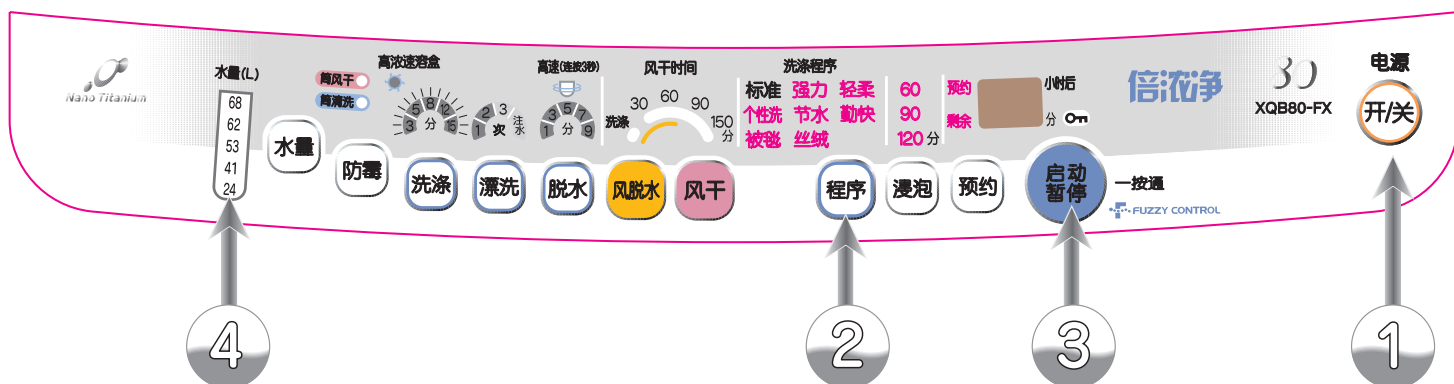 Nano Titanium
水量(L)
68
62
53
41
24
筒风干
筒清洗
水量
高浓速溶盒
3 5 8 12 15
分
1 2 3
次
注水
高速(连按3秒)
1 3 5 7 9
分
风干时间
洗涤 30 60 90 150
分
洗涤程序
标准 强力 轻柔 60
个性洗 节水 勤快 90
被毯 丝绒 120分
预约 小时后
剩余 分
倍浓净
80
XQB80-FX
电源
开/关
防霉
洗涤
漂洗
脱水
风脱水
风干
程序
浸泡
预约
启动
暂停
一按通
FUZZY CONTROL
4
2
3
1